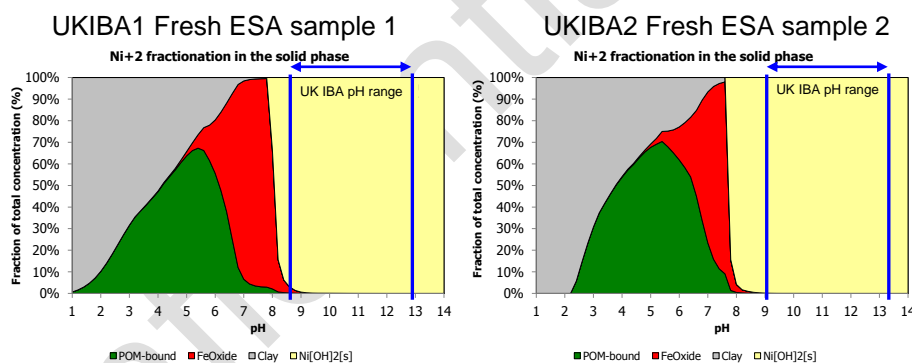 UKIBA1 Fresh ESA sample 1
Ni+2 fractionation in the solid phase
UK IBA pH range
Fraction of total concentration (%)
100%
90%
80%
70%
60%
50%
40%
30%
20%
10%
0%
1 2 3 4 5 6 7 8 9 10 11 12 13 14
pH
POM-bound FeOxide Clay Ni[OH]2[s]
UKIBA2 Fresh ESA sample 2
Ni+2 fractionation in the solid phase
UK IBA pH range
Fraction of total concentration (%)
100%
90%
80%
70%
60%
50%
40%
30%
20%
10%
0%
1 2 3 4 5 6 7 8 9 10 11 12 13 14
pH
POM-bound FeOxide Clay Ni[OH]2[s]